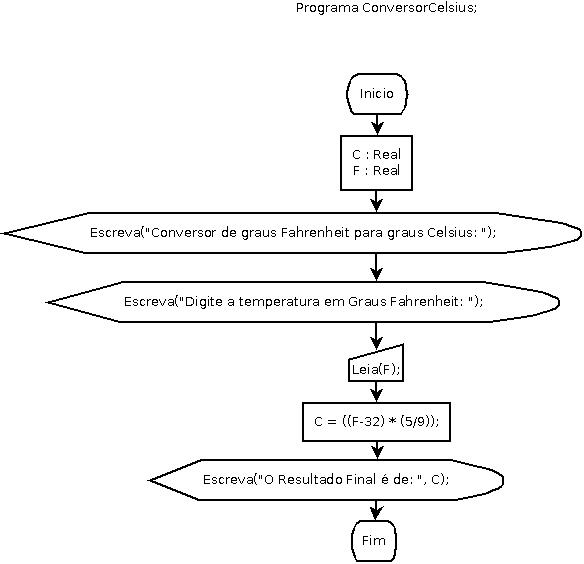 Programa ConversorCelsius;
Inicio
C : Real
F : Real
Escreva("Conversor de graus Fahrenheit para graus Celsius: ");
Escreva("Digite a temperatura em Graus Fahrenheit: ");
Leia(F);
C = ((F-32) * (5/9));
Escreva("O Resultado Final é de: ", C);
Fim